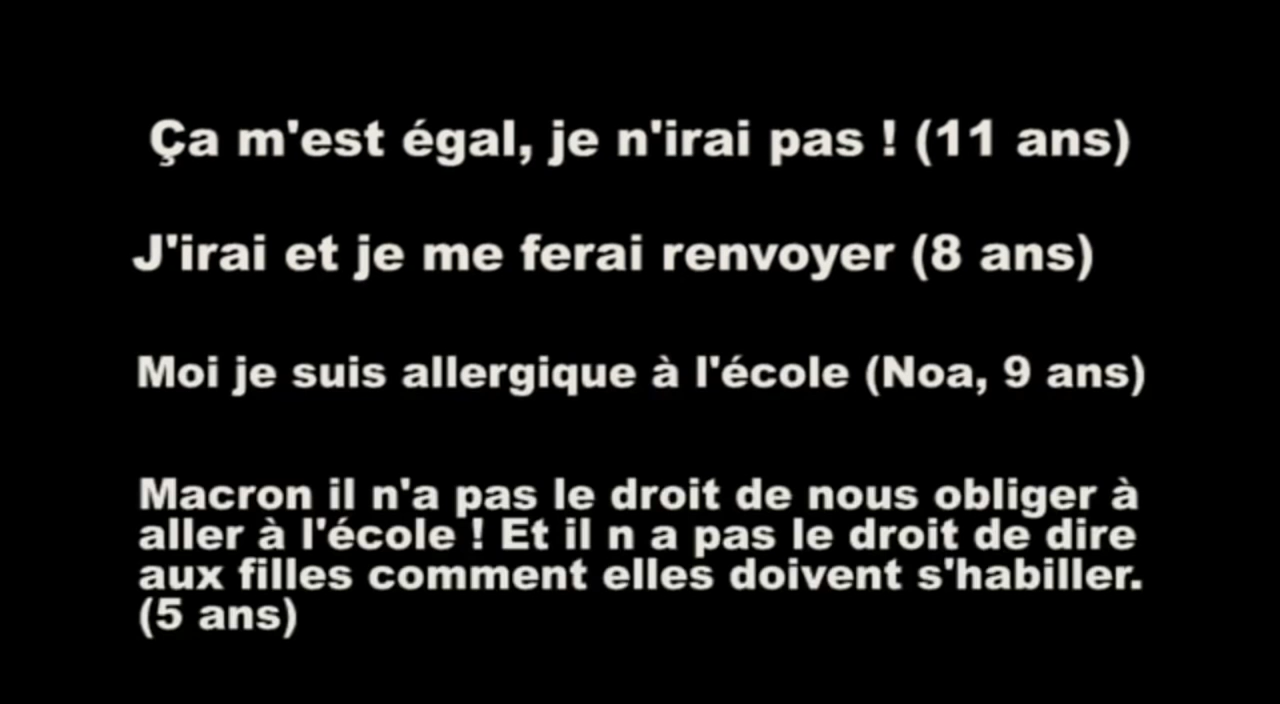 Ça m'est égal, je n'irai pas ! (11 ans)
J'irai et je me ferai renvoyer (8 ans)
Moi je suis allergique à l'école (Noa, 9 ans)
Macron il n'a pas le droit de nous obliger à
aller à l'école ! Et il n a pas le droit de dire
aux filles comment elles doivent s'habiller.
(5 ans)